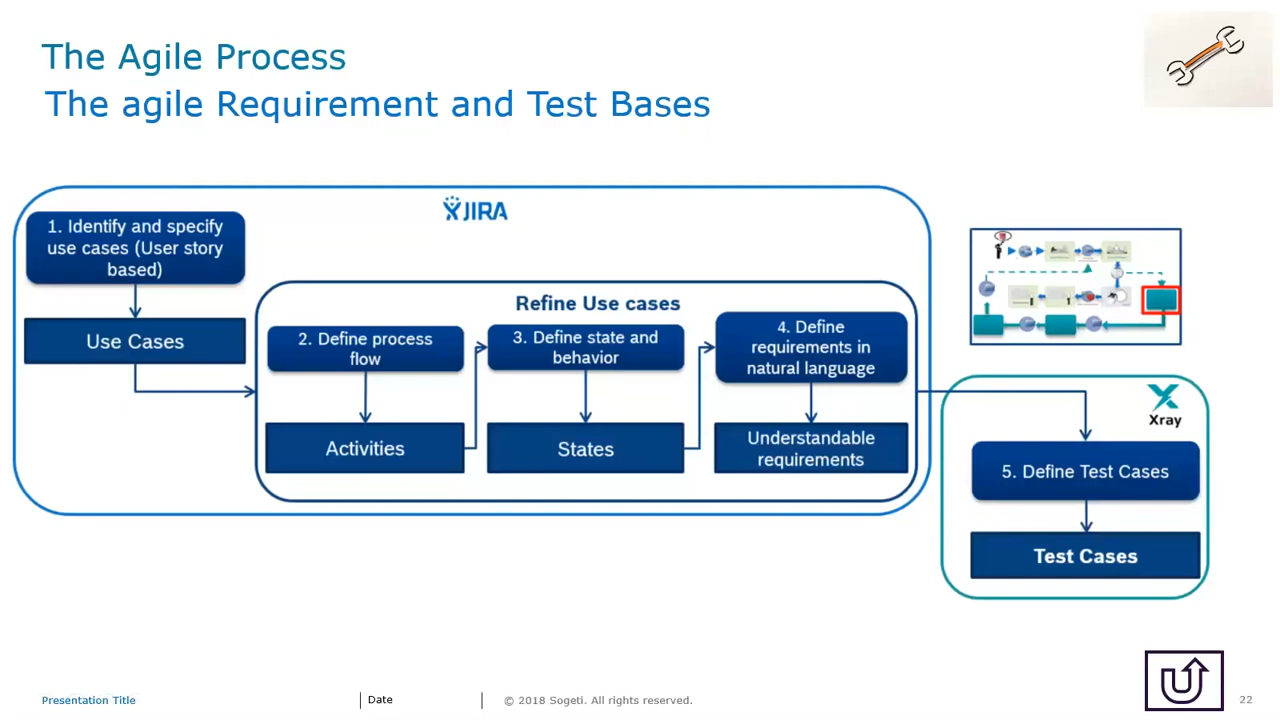 The Agile Process
The agile Requirement and Test Bases
JIRA
1. Identify and specify
use cases (User story
based)
Use Cases
Refine Use cases
2. Define process
flow
Activities
3. Define state and
behavior
States
4. Define
requirements in
natural language
Understandable
requirements
Xray
5. Define Test Cases
Test Cases
Presentation Title
Date
© 2018 Sogeti. All rights reserved.
22